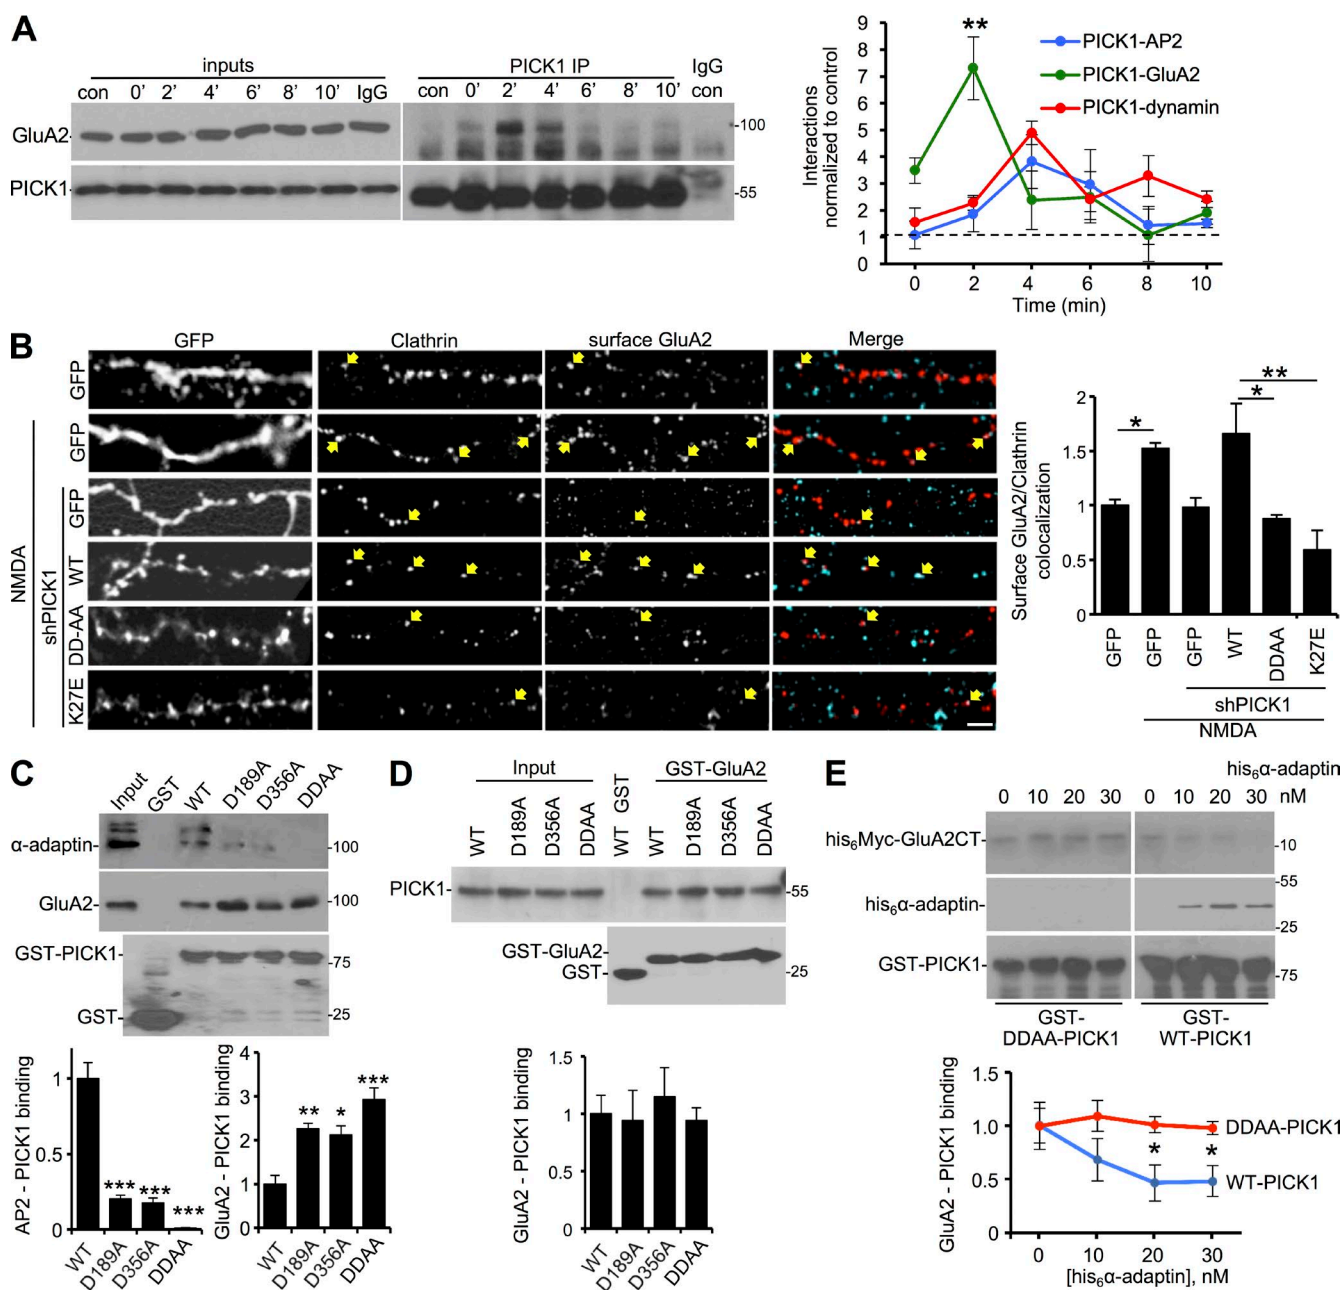 A
inputs
PICK1 IP
IgG
con 0' 2' 4' 6' 8' 10' IgG
con 0' 2' 4' 6' 8' 10' con
GluA2
-100
PICK1
-55
Interactions
normalized to control
9
8
7
6
5
4
3
2
1
0
**
PICK1-AP2
PICK1-GluA2
PICK1-dynamin
0 2 4 6 8 10
Time (min)
B
GFP Clathrin surface GluA2 Merge
GFP
GFP
GFP
WT
DD-AA
K27E
NMDA
shPICK1
Surface GluA2/Clathrin
colocalization
2
1.5
1
0.5
0
*
*
**
GFP GFP GFP WT DDAA K27E
shPICK1
NMDA
C
Input GST WT D189A D356A DDAA
α-adaptin
-100
GluA2
-100
GST-PICK1
-75
GST
-25
AP2 - PICK1 binding
1
0.5
0
***
***
***
WT D189A D356A DDAA
GluA2 - PICK1 binding
4
3
2
1
0
**
*
***
WT D189A D356A DDAA
D
Input
GST-GluA2
WT D189A D356A DDAA WT GST WT D189A D356A DDAA
PICK1
-55
GST-GluA2
GST
-25
GluA2 - PICK1 binding
1.5
1
0.5
0
WT D189A D356A DDAA
E
his6α-adaptin
0 10 20 30 0 10 20 30 nM
his6Myc-GluA2CT
-10
-55
his6α-adaptin
-25
GST-PICK1
-75
GST-
DDAA-PICK1
GST-
WT-PICK1
GluA2 - PICK1 binding
1.5
1.0
0.5
0
DDAA-PICK1
*
*
WT-PICK1
0 10 20 30
[his6α-adaptin], nM